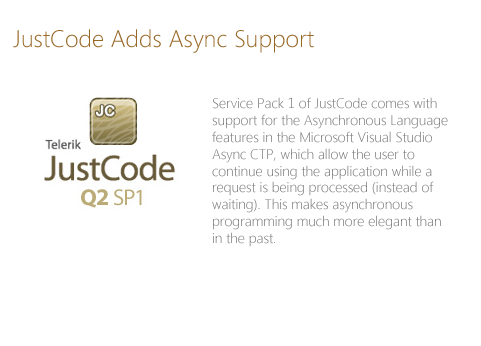 JustCode Adds Async Support
JC
Telerik
JustCode
Q2 SP1
Service Pack 1 of JustCode comes with
support for the Asynchronous Language
features in the Microsoft Visual Studio
Async CTP, which allow the user to
continue using the application while a
request is being processed (instead of
waiting). This makes asynchronous
programming much more elegant than
in the past.